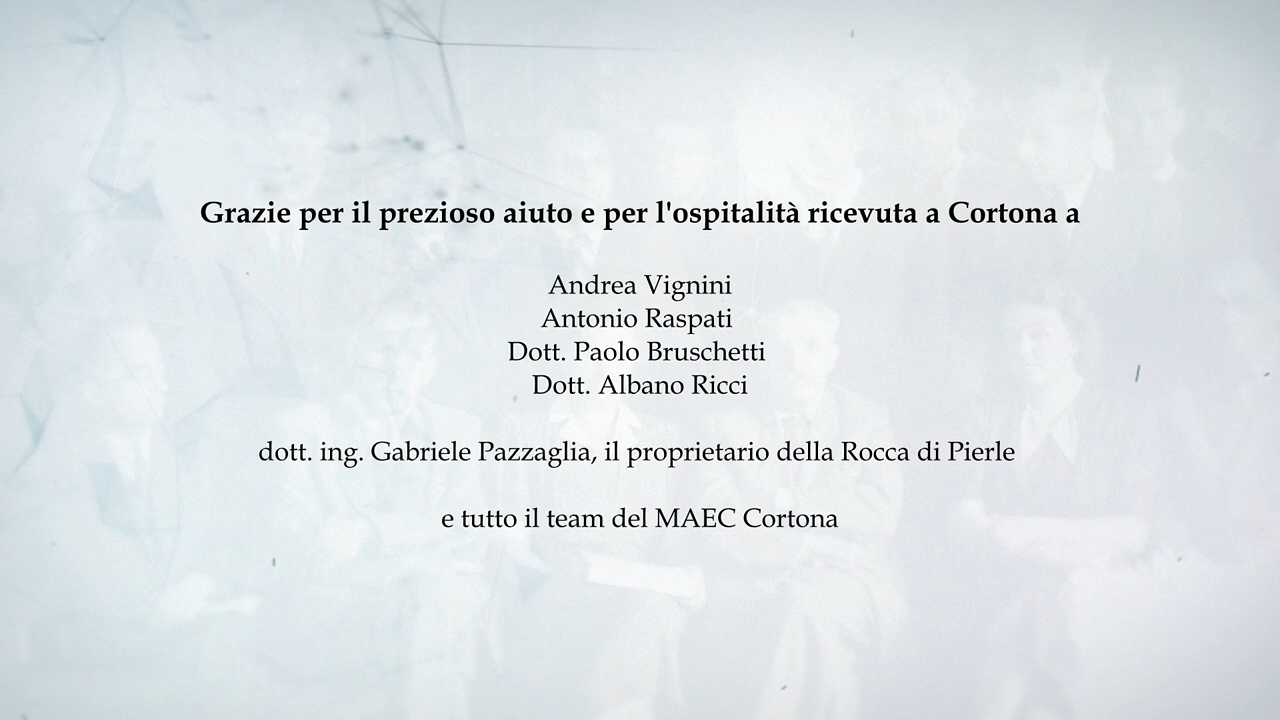 Grazie per il prezioso aiuto e per l'ospitalità ricevuta a Cortona a
Andrea Vignini
Antonio Raspati
Dott. Paolo Bruschetti
Dott. Albano Ricci
dott. ing. Gabriele Pazzaglia, il proprietario della Rocca di Pierle
e tutto il team del MAEC Cortona